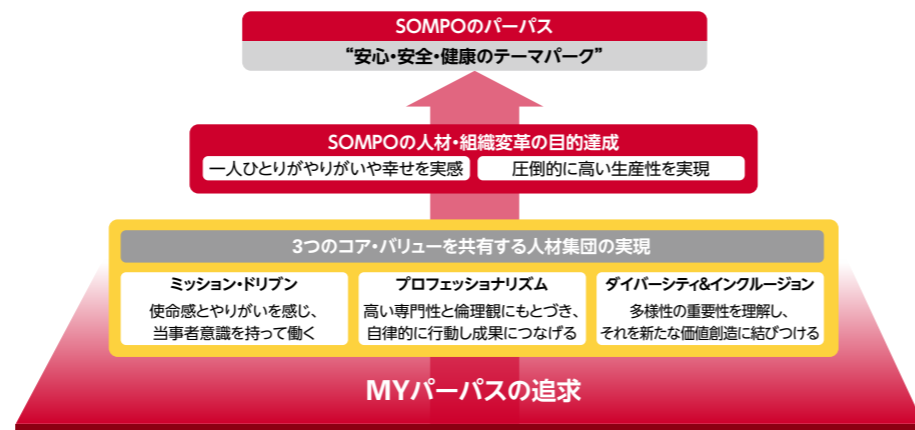 SOMPOのパーパス
“安心・安全・健康のテーマパーク”
SOMPOの人材・組織変革の目的達成
一人ひとりがやりがいや幸せを実感
圧倒的に高い生産性を実現
3つのコア・バリューを共有する人材集団の実現
ミッション・ドリブン
使命感とやりがいを感じ、
当事者意識を持って働く
プロフェッショナリズム
高い専門性と倫理観にもとづき、
自律的に行動し成果につなげる
ダイバーシティ&インクルージョン
多様性の重要性を理解し、
それを新たな価値創造に結びつける
MYパーパスの追求